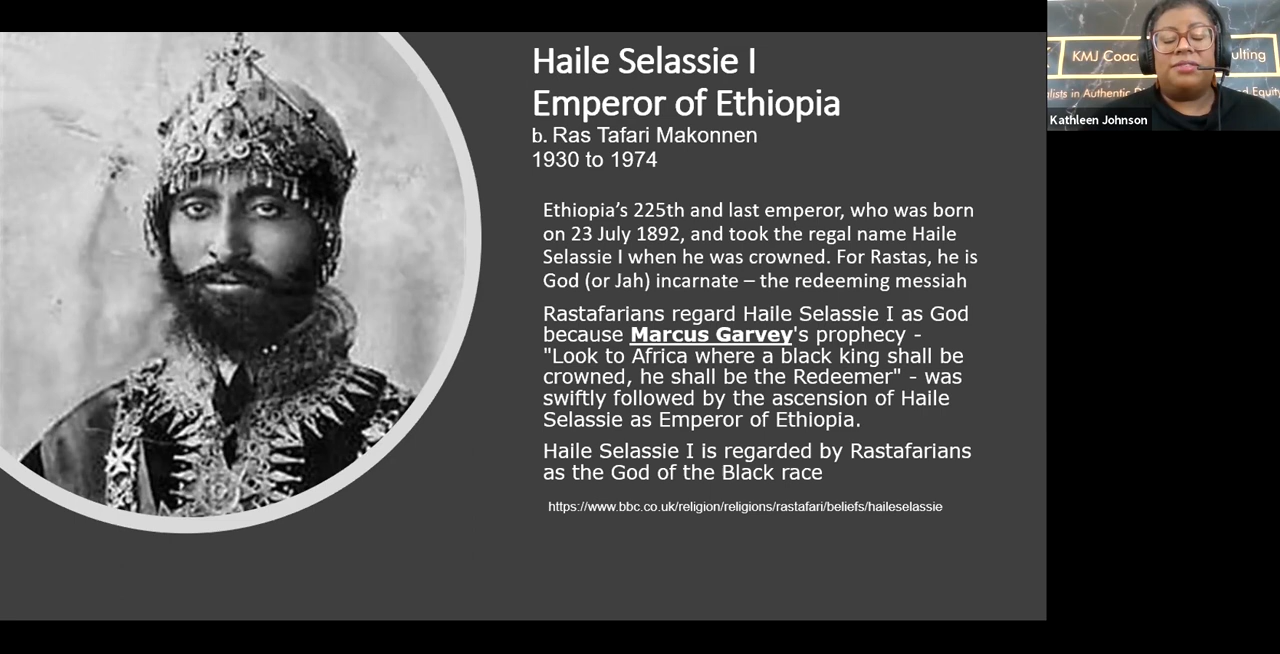 Haile Selassie I
Emperor of Ethiopia
b. Ras Tafari Makonnen
1930 to 1974
Ethiopia's 225th and last emperor, who was born
on 23 July 1892, and took the regal name Haile
Selassie I when he was crowned. For Rastas, he is
God (or Jah) incarnate – the redeeming messiah
Rastafarians regard Haile Selassie I as God
because Marcus Garvey's prophecy -
"Look to Africa where a black king shall be
crowned, he shall be the Redeemer" - was
swiftly followed by the ascension of Haile
Selassie as Emperor of Ethiopia.
Haile Selassie I is regarded by Rastafarians
as the God of the Black race
https://www.bbc.co.uk/religion/religions/rastafari/beliefs/haileselassie
KMJ Coac ulting
alists in Authentic D d Equity
Kathleen Johnson